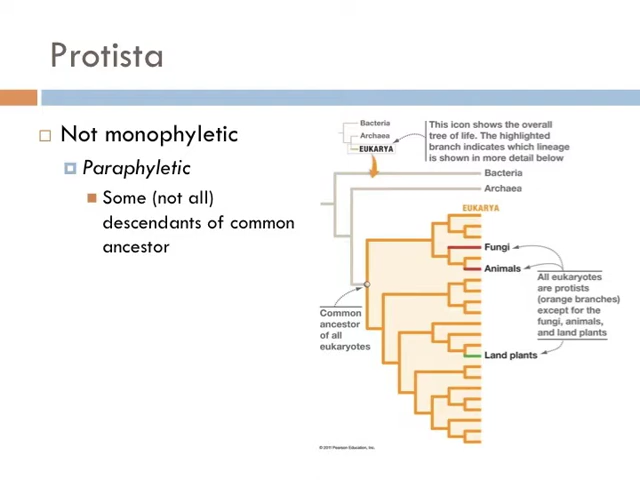 Protista
Not monophyletic
Paraphyletic
Some (not all)
descendants of common
ancestor
Bacteria
Archaea
EUKARYA
This icon shows the overall
tree of life. The highlighted
branch indicates which lineage
is shown in more detail below
Bacteria
Archaea
EUKARYA
Fungi
Animals
All eukaryotes
are protists
(orange branches)
except for the
fungi, animals,
and land plants
Common
ancestor
of all
eukaryotes
Land plants
© 2011 Pearson Education, Inc.